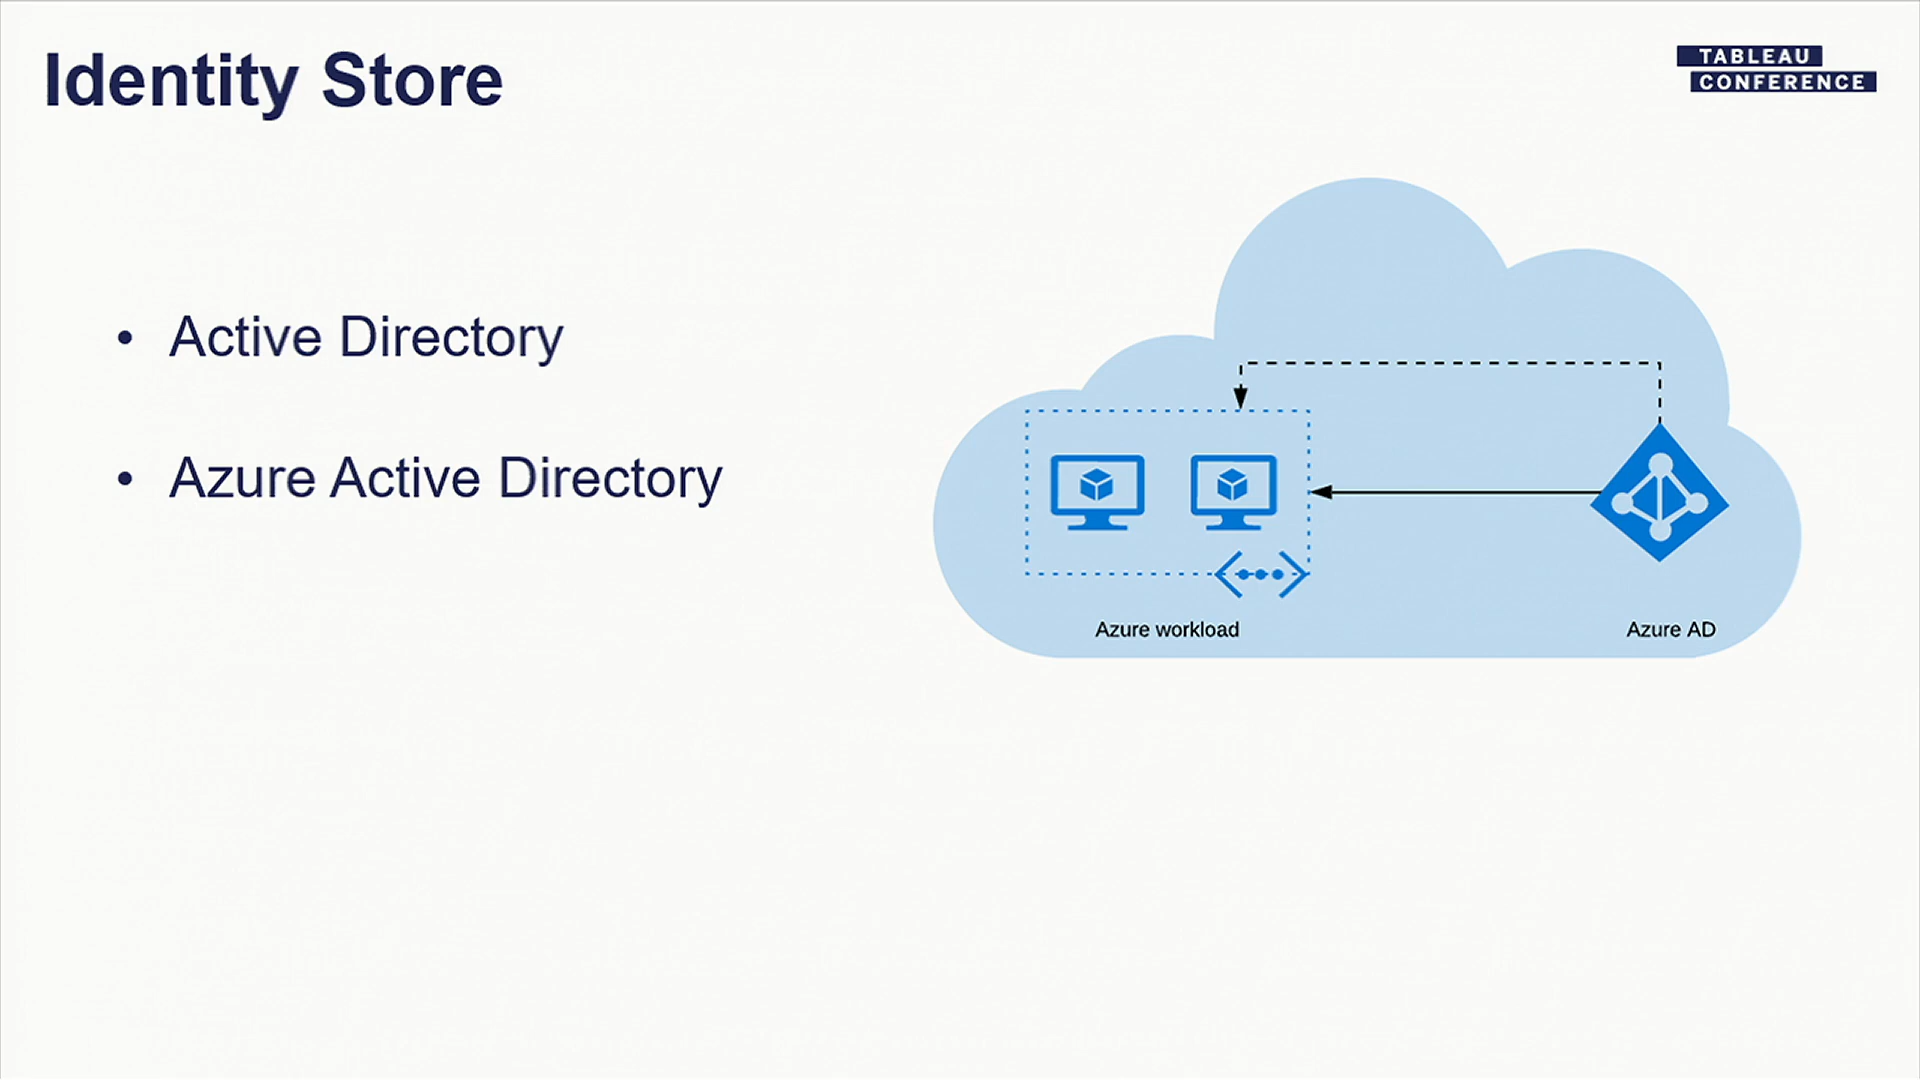 Identity Store
TABLEAU
CONFERENCE
• Active Directory
• Azure Active Directory
Azure workload
Azure AD